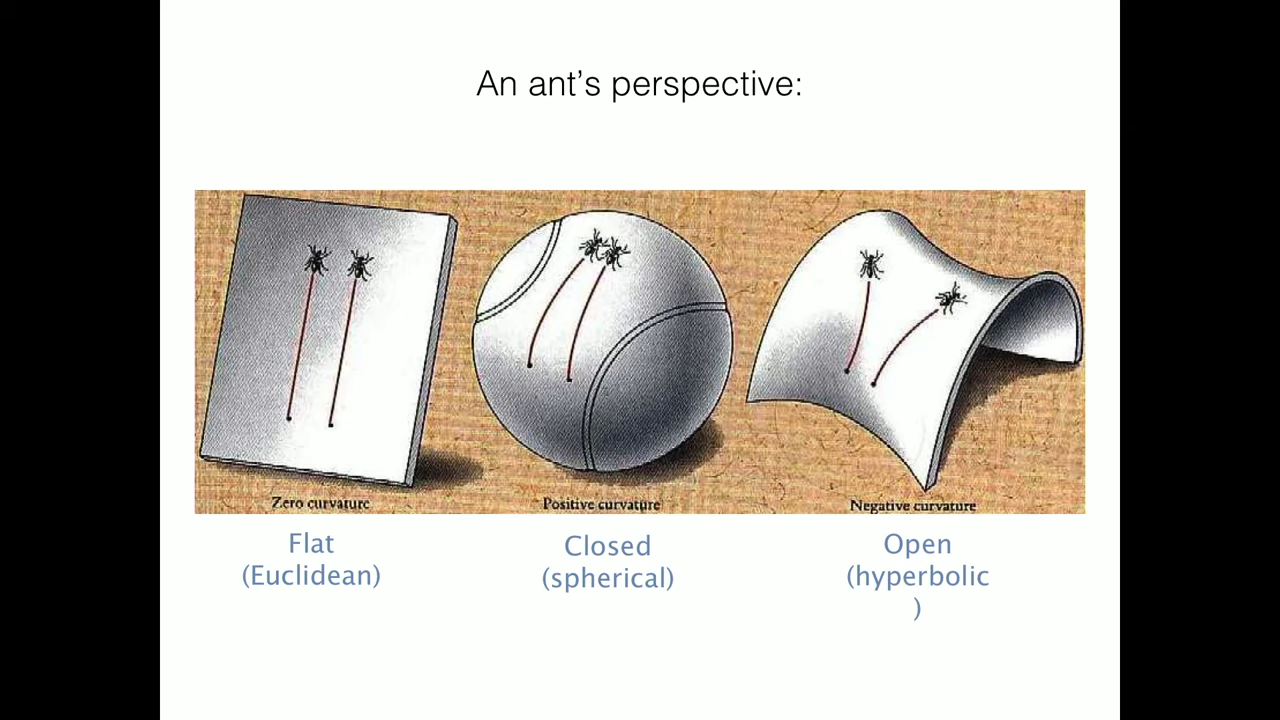 An ant’s perspective:
Zero curvature
Positive curvature
Negative curvature
Flat
(Euclidean)
Closed
(spherical)
Open
(hyperbolic
)